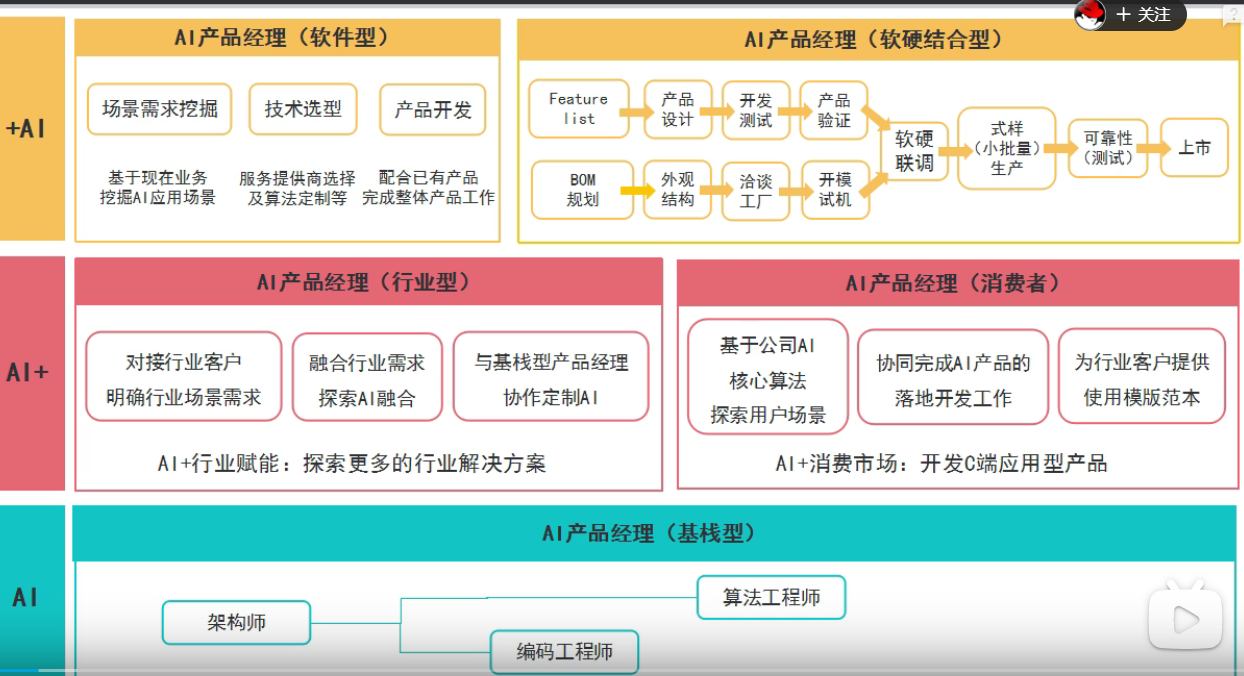 + 关注
?
+AI
AI产品经理（软件型）
场景需求挖掘
技术选型
产品开发
基于现在业务
挖掘AI应用场景
服务提供商选择
及算法定制等
配合已有产品
完成整体产品工作
AI产品经理（软硬结合型）
Feature
list
产品
设计
开发
测试
产品
验证
BOM
规划
外观
结构
洽谈
工厂
开模
试机
软硬
联调
式样
（小批量）
生产
可靠性
（测试）
上市
AI+
AI产品经理（行业型）
对接行业客户
明确行业场景需求
融合行业需求
探索AI融合
与基栈型产品经理
协作定制AI
AI+行业赋能：探索更多的行业解决方案
AI产品经理（消费者）
基于公司AI
核心算法
探索用户场景
协同完成AI产品的
落地开发工作
为行业客户提供
使用模版范本
AI+消费市场：开发C端应用型产品
AI
AI产品经理（基栈型）
架构师
算法工程师
编码工程师